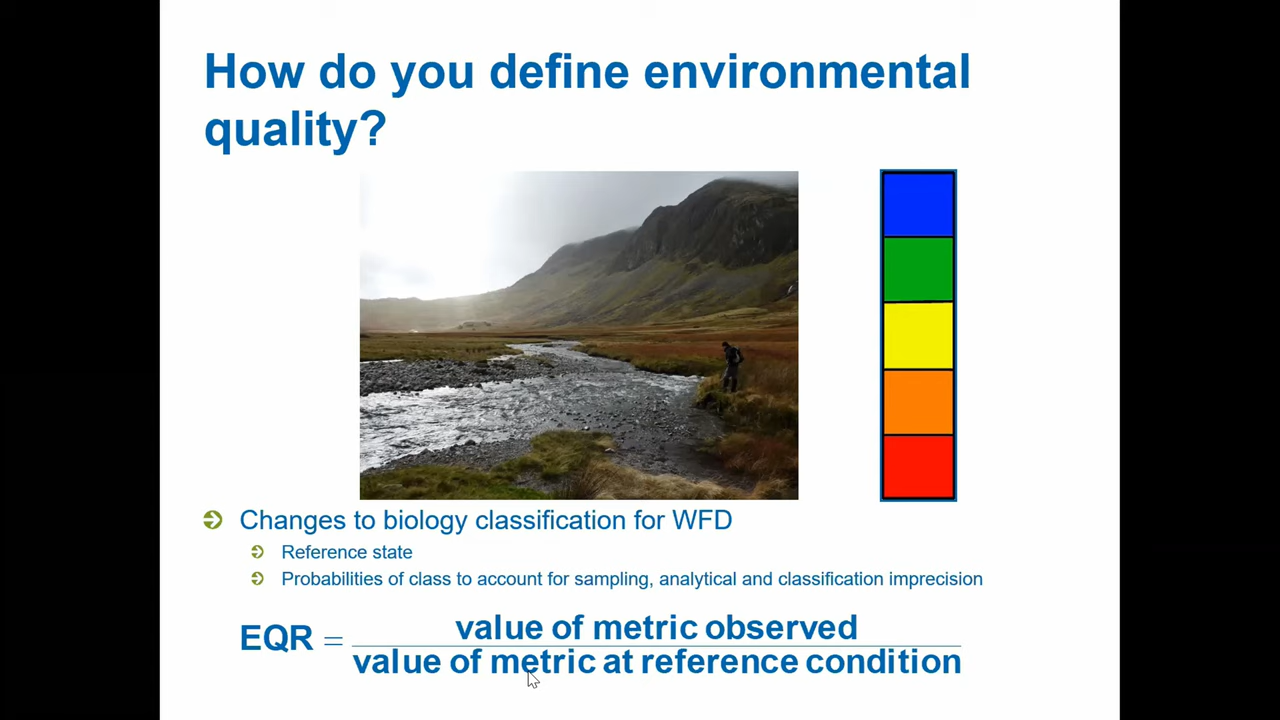 How do you define environmental
quality?
Changes to biology classification for WFD
Reference state
Probabilities of class to account for sampling, analytical and classification imprecision
EQR = value of metric observed
value of metric at reference condition